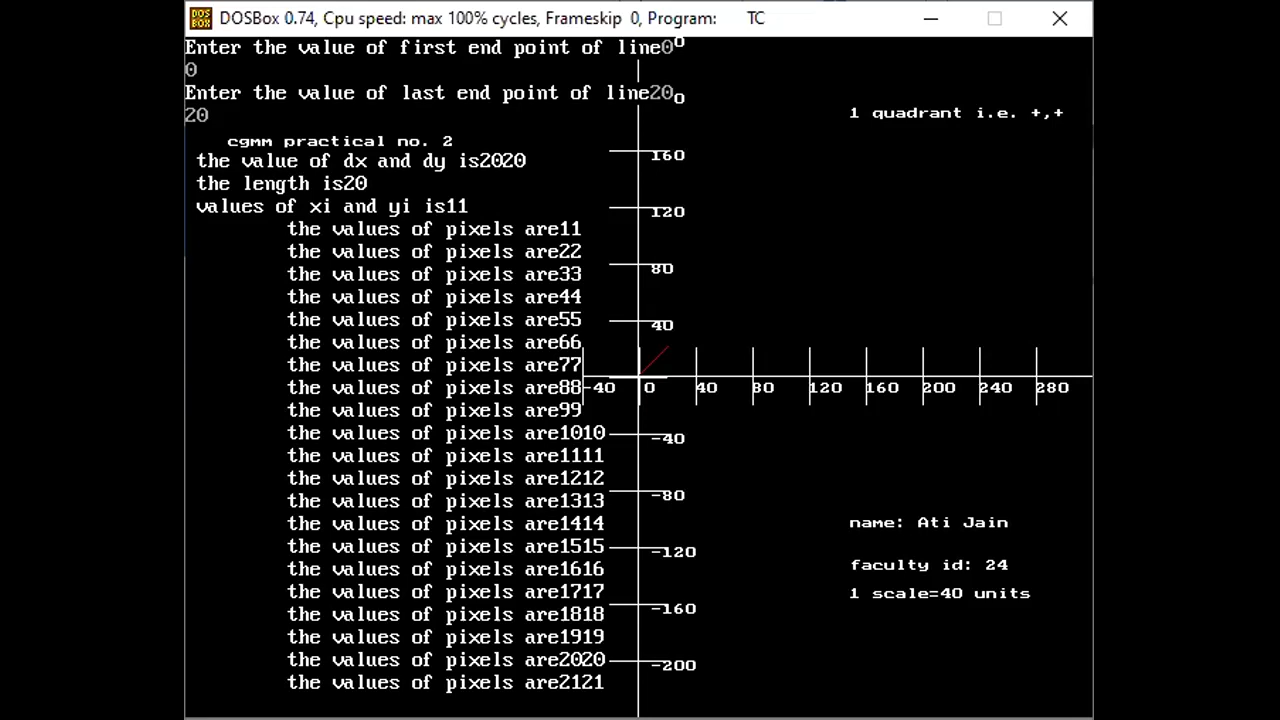 DOSBox 0.74, Cpu speed: max 100% cycles, Frameskip 0, Program: TC
Enter the value of first end point of line0
0
Enter the value of last end point of line20
20
cgmm practical no. 2
the value of dx and dy is2020
the length is20
values of xi and yi is11
the values of pixels are11
the values of pixels are22
the values of pixels are33
the values of pixels are44
the values of pixels are55
the values of pixels are66
the values of pixels are77
the values of pixels are88
the values of pixels are99
the values of pixels are1010
the values of pixels are1111
the values of pixels are1212
the values of pixels are1313
the values of pixels are1414
the values of pixels are1515
the values of pixels are1616
the values of pixels are1717
the values of pixels are1818
the values of pixels are1919
the values of pixels are2020
the values of pixels are2121
160
120
80
40
-40 0 40 80 120 160 200 240 280
-40
-80
-120
-160
-200
1 quadrant i.e. +,+
name: Ati Jain
faculty id: 24
1 scale=40 units